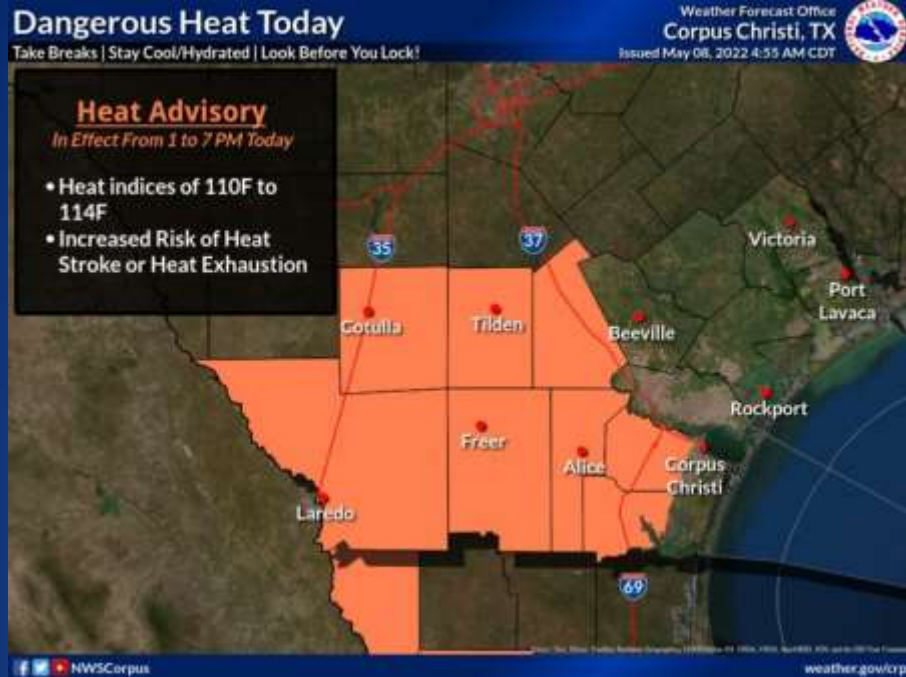 Dangerous Heat Today
Take Breaks | Stay Cool/Hydrated | Look Before You Lock!
Weather Forecast Office
Corpus Christi, TX
Issued May 08, 2022 4:55 AM CDT
Heat Advisory
In Effect From 1 to 7 PM Today
• Heat indices of 110F to
114F
• Increased Risk of Heat
Stroke or Heat Exhaustion
35
37
Victoria
Port
Lavaca
Cotulla
Tilden
Beeville
Rockport
Freer
Alice
Corpus
Christi
Laredo
69
NWSCorpus
weather.gov/crp